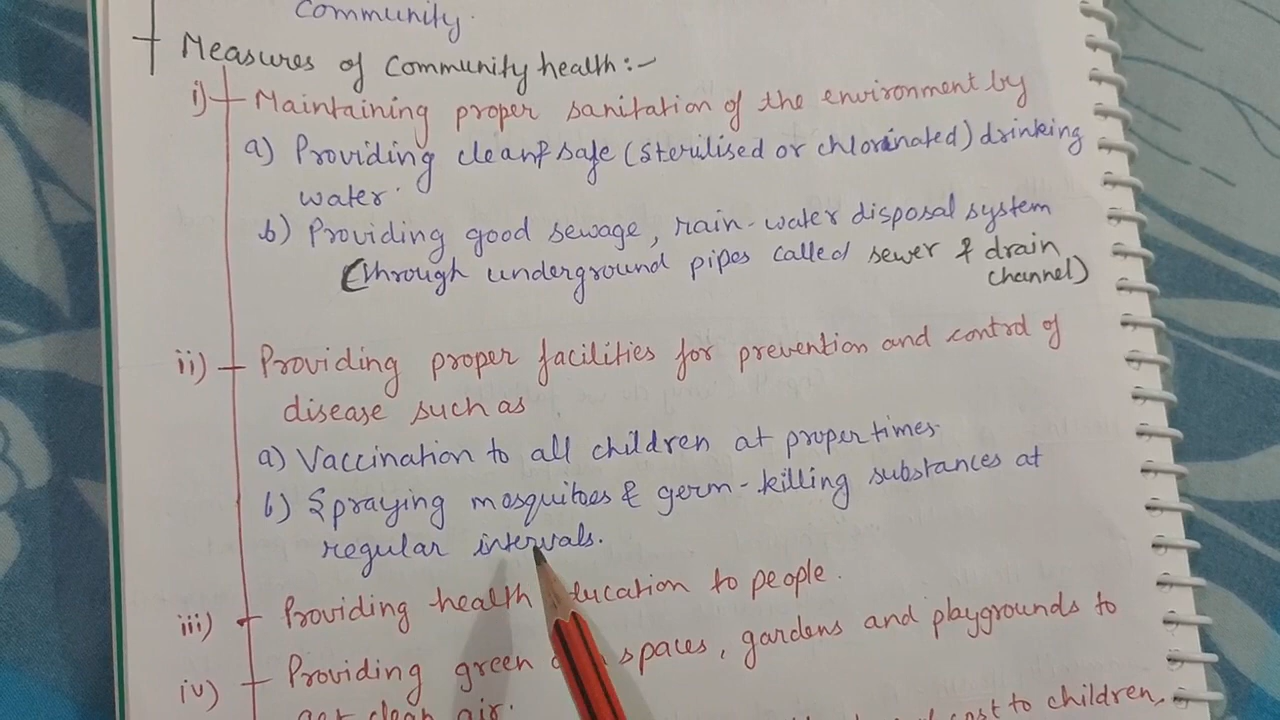 community.
Measures of community health:-
i) Maintaining proper sanitation of the environment by
a) Providing clean & safe (sterilised or chlorinated) drinking
water.
b) Providing good sewage, rain-water disposal system
(through underground pipes called sewer & drain
channel)
ii) Providing proper facilities for prevention and control of
disease such as
a) Vaccination to all children at proper times.
b) Spraying mosquitoes & germ-killing substances at
regular intervals.
iii) Providing health to people.
iv) Providing green spaces, gardens and playgrounds to
get clean air.
cost to children,